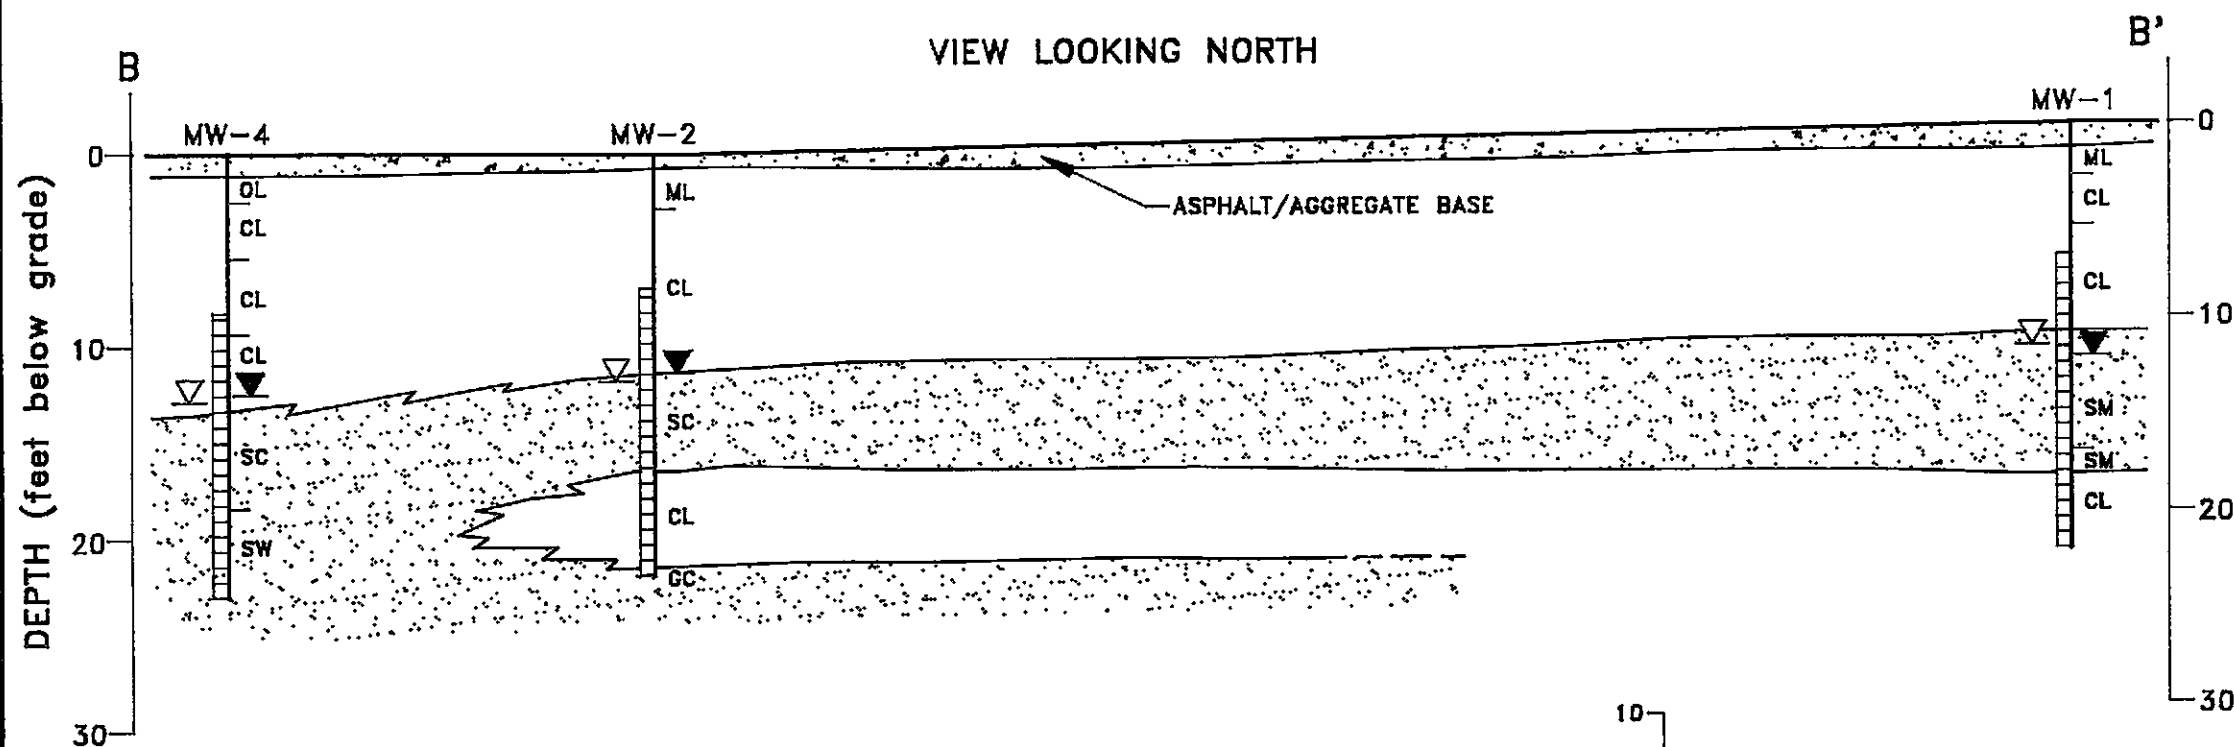 VIEW LOOKING NORTH
B
B'
MW-4
MW-2
MW-1
0
0
OL
ML
ML
CL
CL
ASPHALT/AGGREGATE BASE
CL
CL
CL
10
10
CL
SC
SM
SC
SM
CL
CL
20
20
SW
GC
DEPTH (feet below grade)
30
30
10